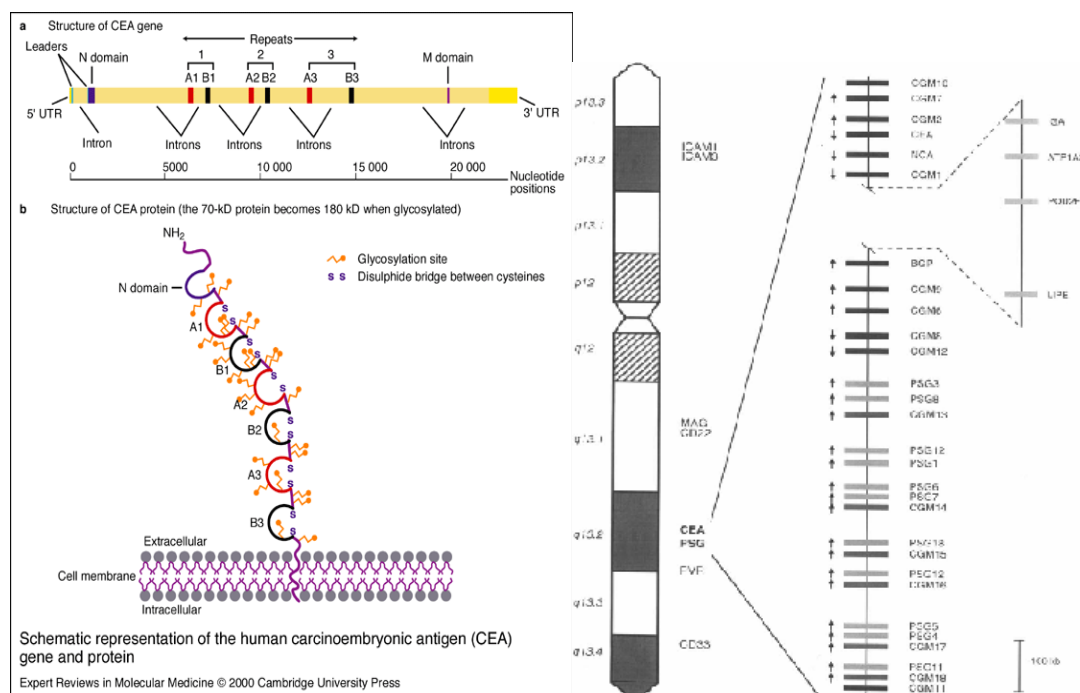 a Structure of CEA gene
Leaders
N domain
Repeats
1
2
3
M domain
A1 B1
A2 B2
A3
B3
5' UTR
3' UTR
Intron
Introns
Introns
Introns
Introns
0
5000
10 000
15 000
20 000
Nucleotide
positions
b Structure of CEA protein (the 70-kD protein becomes 180 kD when glycosylated)
NH2
Glycosylation site
S S Disulphide bridge between cysteines
N domain
A1
B1
A2
B2
A3
B3
Extracellular
Cell membrane
Intracellular
Schematic representation of the human carcinoembryonic antigen (CEA)
gene and protein
Expert Reviews in Molecular Medicine © 2000 Cambridge University Press
p13.3
p13.2
p13.1
p12
q12
q13.1
q13.2
q13.3
q13.4
ICAM1
ICAM3
MAG
CD22
CEA
PSG
CD33
CGM10
CGM7
CGM2
CEA
NCA
CGM1
BGP
CGM9
CGM6
CGM8
CGM12
PSG3
PSG8
CGM13
PSG12
PSG1
PSG6
PSG7
CGM14
PSG13
CGM15
PSG12
CGM16
PSG5
PSG4
CGM17
PSG11
CGM18
CGM11
LIPE
100 kb